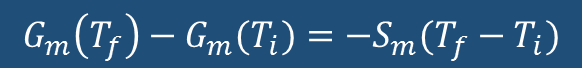 G_m(T_f) − G_m(T_i) = −S_m(T_f − T_i)